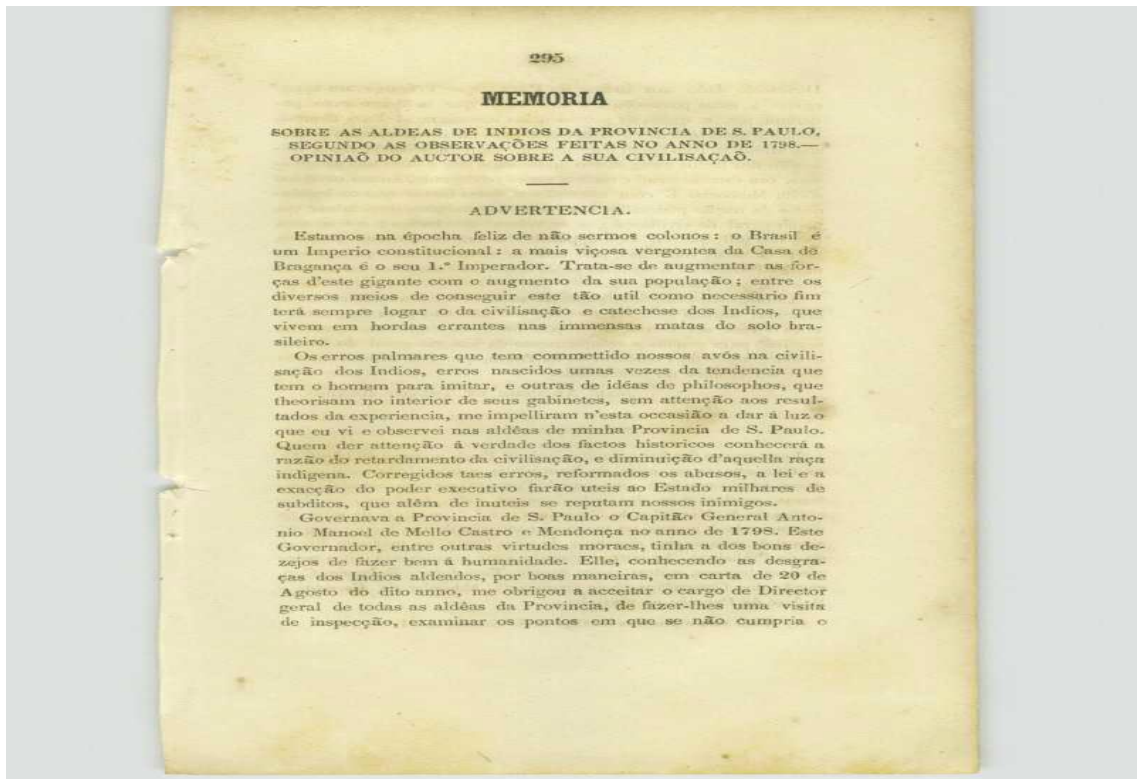 295
MEMORIA
SOBRE AS ALDEAS DE INDIOS DA PROVINCIA DE S. PAULO,
SEGUNDO AS OBSERVAÇÕES FEITAS NO ANNO DE 1798.—
OPINIAÕ DO AUCTOR SOBRE A SUA CIVILISAÇAÕ.
ADVERTENCIA.
Estamos na épocha feliz de não sermos colonos : o Brasil é
um Imperio constitucional : a mais viçosa vergontea da Casa de
Bragança é o seu 1.º Imperador. Trata-se de augmentar as for-
ças d'este gigante com o augmento da sua população ; entre os
diversos meios de conseguir este tão util como necessario fim
terá sempre logar o da civilisação e catechese dos Indios, que
vivem em hordas errantes nas immensas matas do solo bra-
sileiro.
Os erros palmares que tem commettido nossos avós na civili-
sação dos Indios, erros nascidos umas vezes da tendencia que
tem o homem para imitar, e outras de idéas de philosophos, que
theorisam no interior de seus gabinetes, sem attenção aos resul-
tados da experiencia, me impelliram n'esta occasião a dar á luz o
que eu vi e observei nas aldêas de minha Provincia de S. Paulo.
Quem der attenção á verdade dos factos historicos conhecerá a
razão do retardamento da civilisação, e diminuição d'aquella raça
indigena. Corregidos taes erros, reformados os abusos, a lei e a
exacção do poder executivo farão uteis ao Estado milhares de
subditos, que além de inuteis se reputam nossos inimigos.
Governava a Provincia de S. Paulo o Capitão General Anto-
nio Manoel de Mello Castro e Mendonça no anno de 1798. Este
Governador, entre outras virtudes moraes, tinha a dos bons de-
zejos de fazer bem á humanidade. Elle, conhecendo as desgra-
ças dos Indios aldeados, por boas maneiras, em carta de 20 de
Agosto do dito anno, me obrigou a acceitar o cargo de Director
geral de todas as aldêas da Provincia, de fazer-lhes uma visita
de inspecção, examinar os pontos em que se não cumpria o